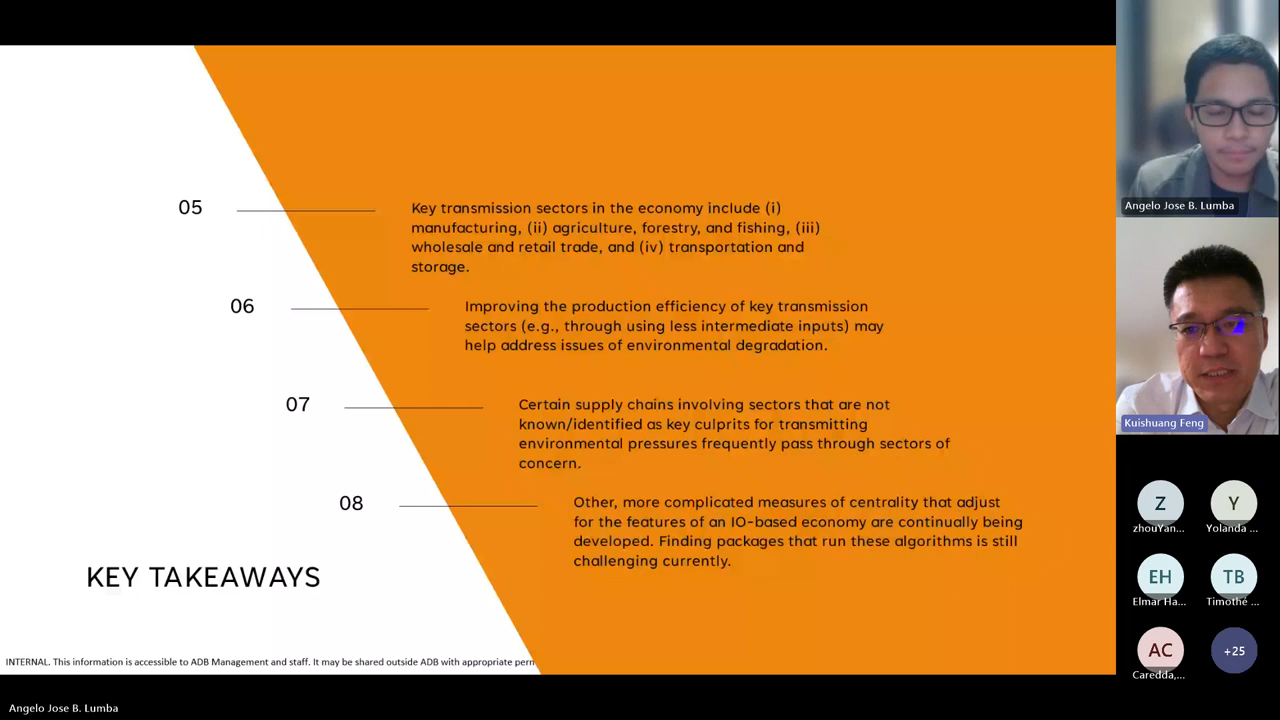 05
Key transmission sectors in the economy include (i)
manufacturing, (ii) agriculture, forestry, and fishing, (iii)
wholesale and retail trade, and (iv) transportation and
storage.
06
Improving the production efficiency of key transmission
sectors (e.g., through using less intermediate inputs) may
help address issues of environmental degradation.
07
Certain supply chains involving sectors that are not
known/identified as key culprits for transmitting
environmental pressures frequently pass through sectors of
concern.
08
Other, more complicated measures of centrality that adjust
for the features of an IO-based economy are continually being
developed. Finding packages that run these algorithms is still
challenging currently.
KEY TAKEAWAYS
INTERNAL. This information is accessible to ADB Management and staff. It may be shared outside ADB with appropriate perm
Angelo Jose B. Lumba
Angelo Jose B. Lumba
Kuishuang Feng
Z
zhouYan...
Y
Yolanda ...
EH
Elmar Ha...
TB
Timothé ...
AC
Caredda,...
+25